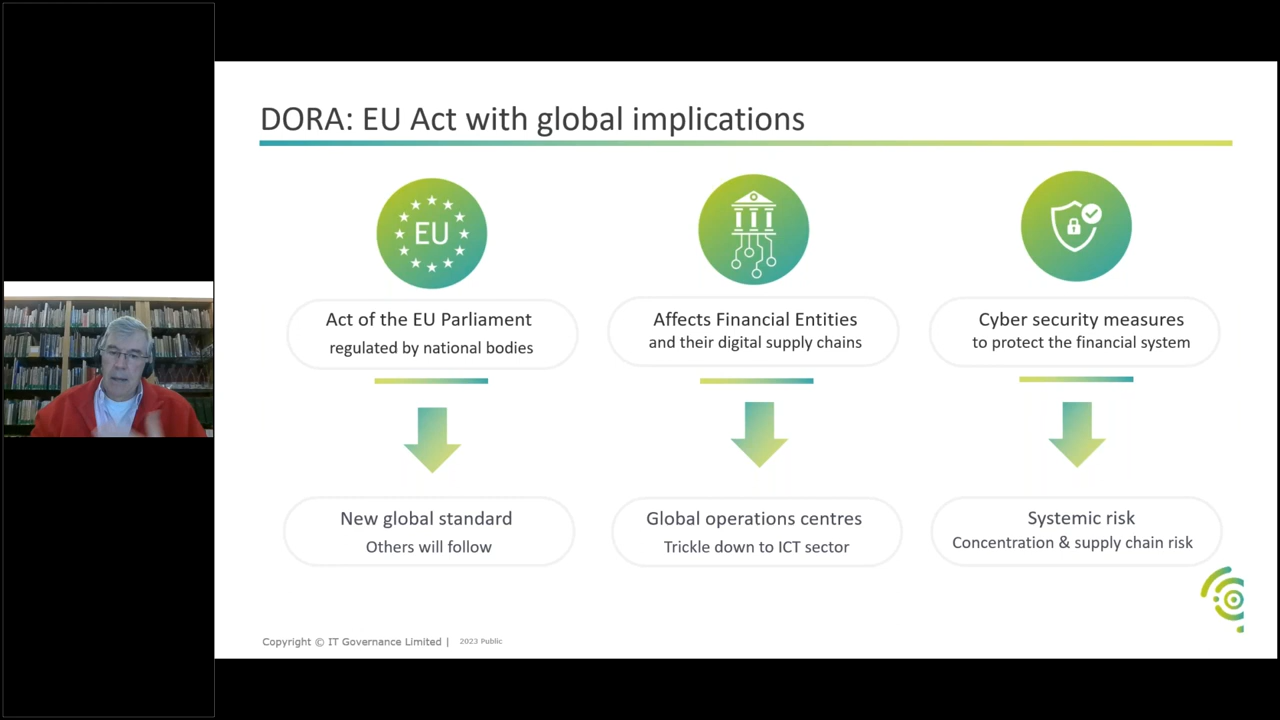 DORA: EU Act with global implications
EU
Act of the EU Parliament
regulated by national bodies
Affects Financial Entities
and their digital supply chains
Cyber security measures
to protect the financial system
New global standard
Others will follow
Global operations centres
Trickle down to ICT sector
Systemic risk
Concentration & supply chain risk
Copyright © IT Governance Limited | 2023 Public